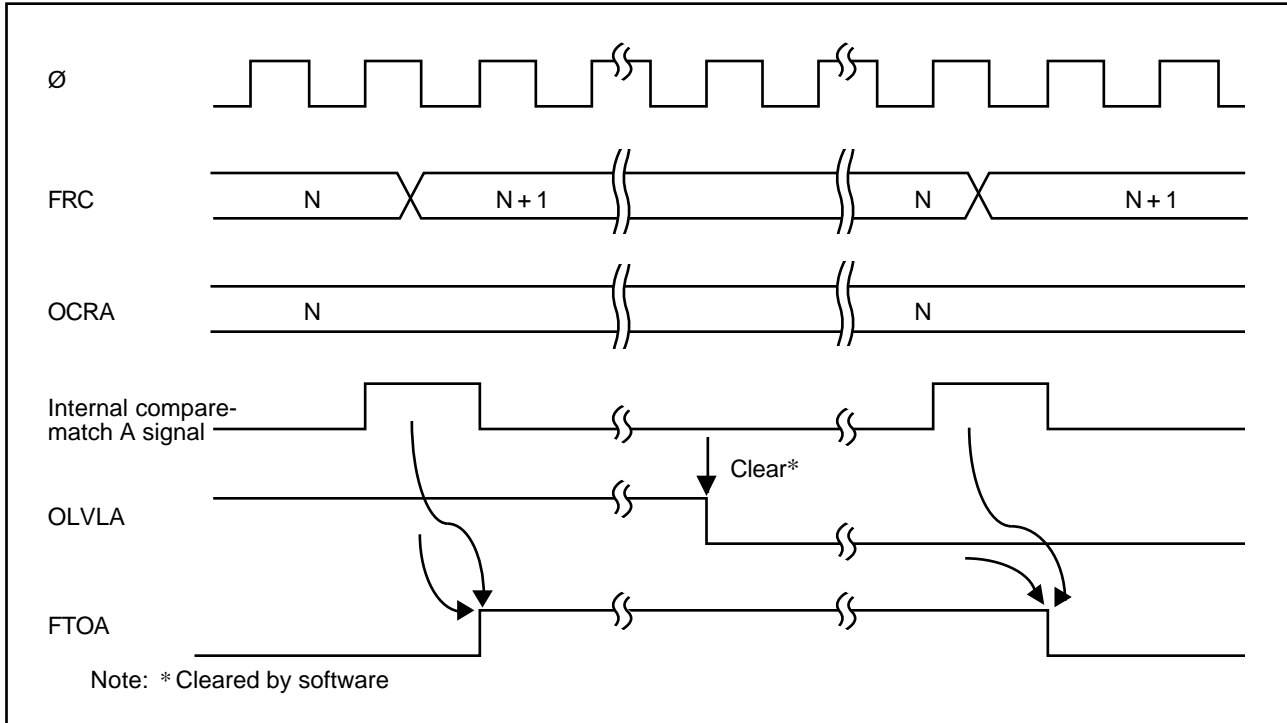 Ø
FRC
N
N + 1
N
N + 1
OCRA
N
N
Internal compare-
match A signal
Clear*
OLVLA
FTOA
Note: * Cleared by software